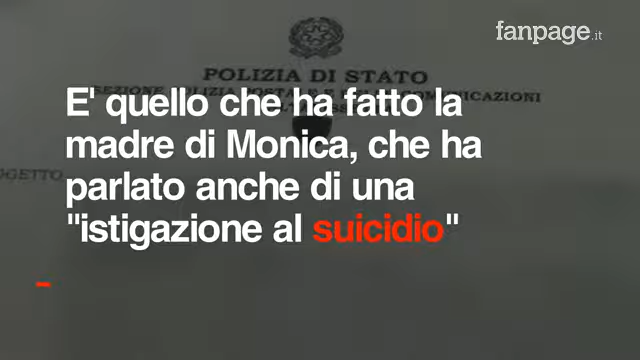 fanpage.it
POLIZIA DI STATO
E' quello che ha fatto la
madre di Monica, che ha
parlato anche di una
"istigazione al suicidio"